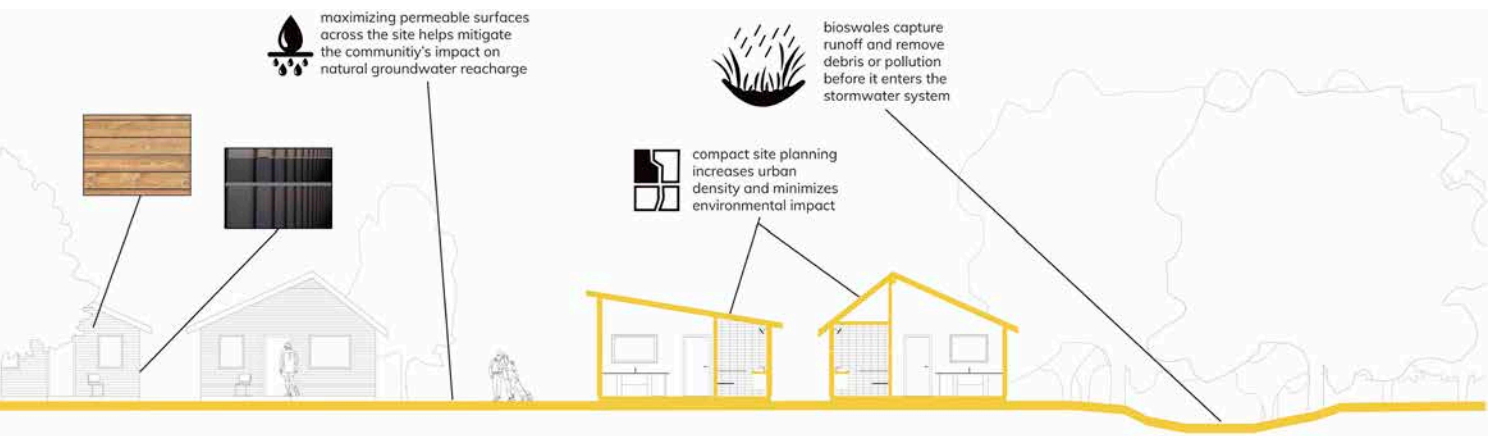 maximizing permeable surfaces
across the site helps mitigate
the communitiy's impact on
natural groundwater reacharge
bioswales capture
runoff and remove
debris or pollution
before it enters the
stormwater system
compact site planning
increases urban
density and minimizes
environmental impact